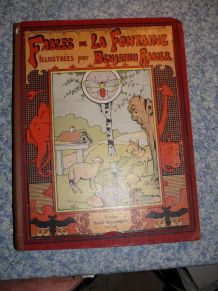 FABLES DE LA FONTAINE
ILLUSTRÉES par BENJAMIN RABIER